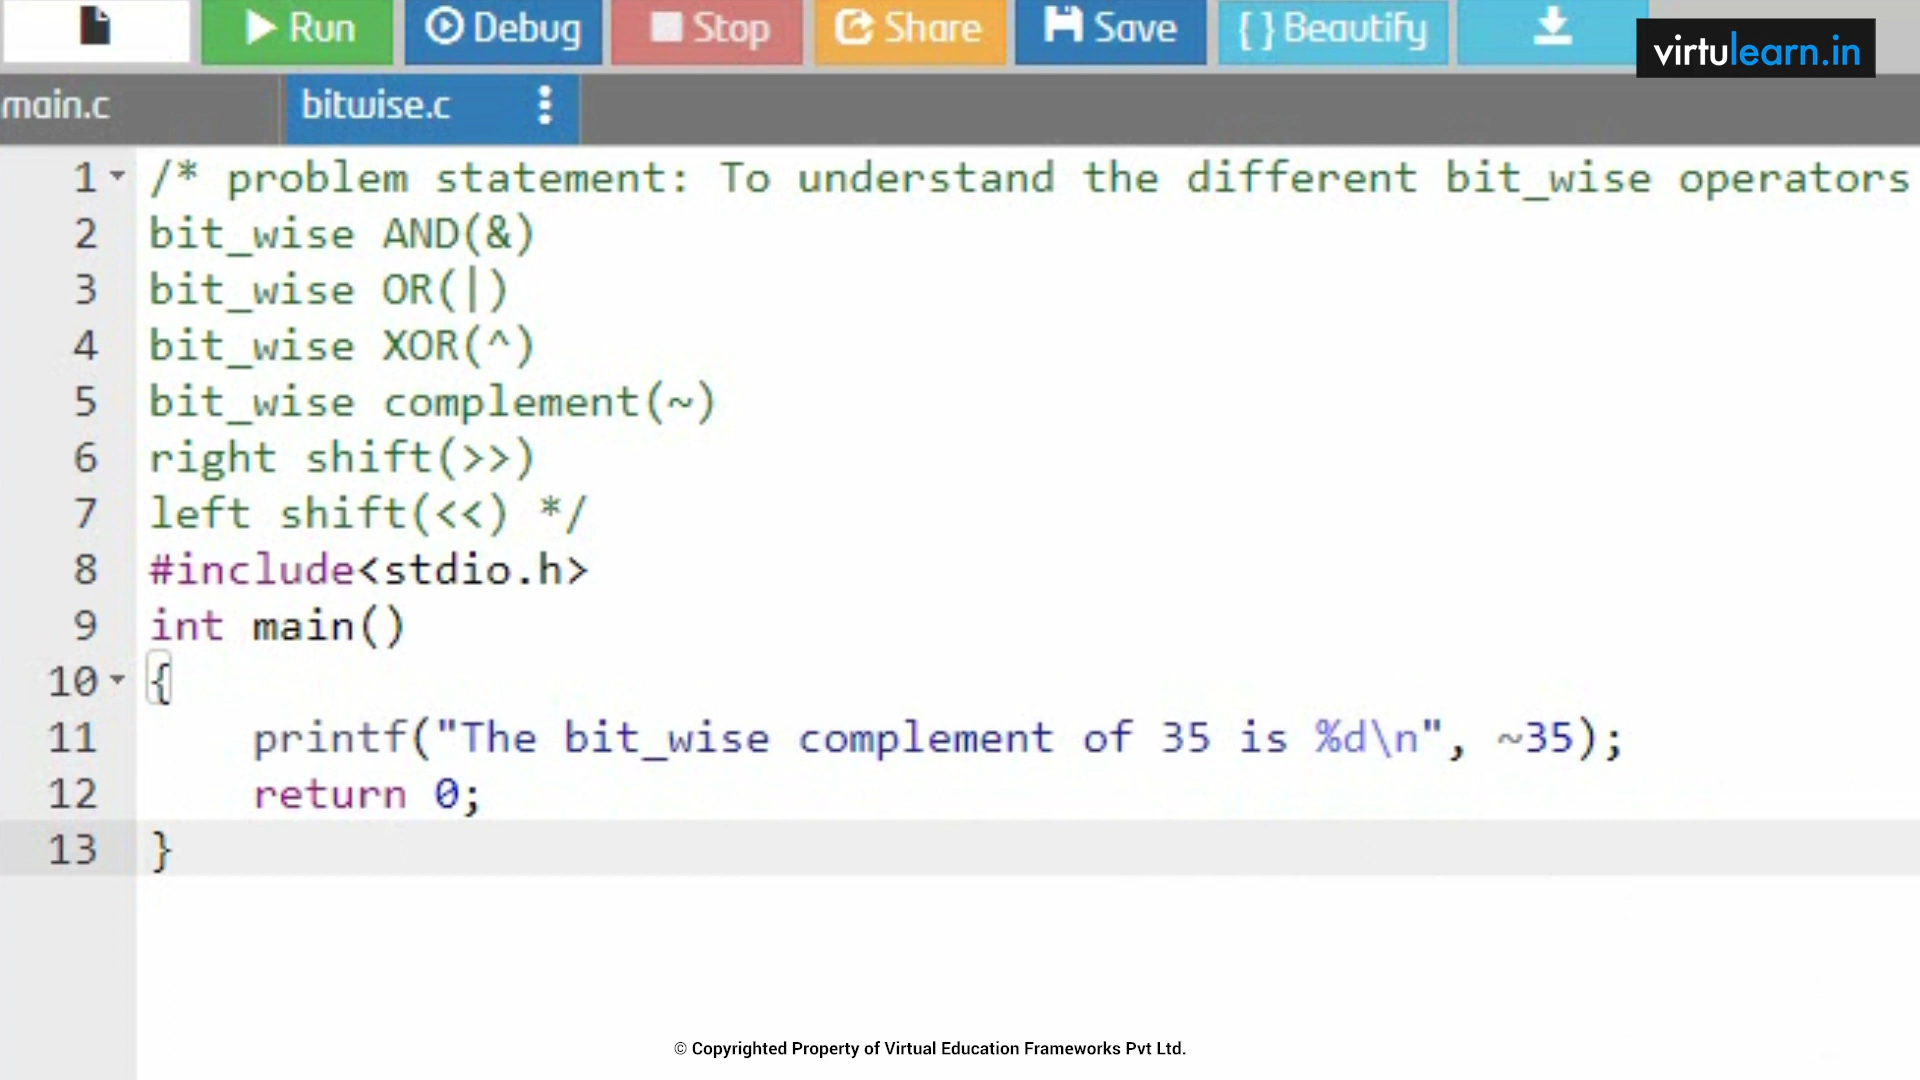 Run Debug Stop Share Save {} Beautify
virtulearn.in
main.c bitwise.c
1 /* problem statement: To understand the different bit_wise operators
2 bit_wise AND(&)
3 bit_wise OR(|)
4 bit_wise XOR(^)
5 bit_wise complement(~)
6 right shift(>>)
7 left shift(<<) */
8 #include<stdio.h>
9 int main()
10 {
11 printf("The bit_wise complement of 35 is %d\n", ~35);
12 return 0;
13 }
© Copyrighted Property of Virtual Education Frameworks Pvt Ltd.